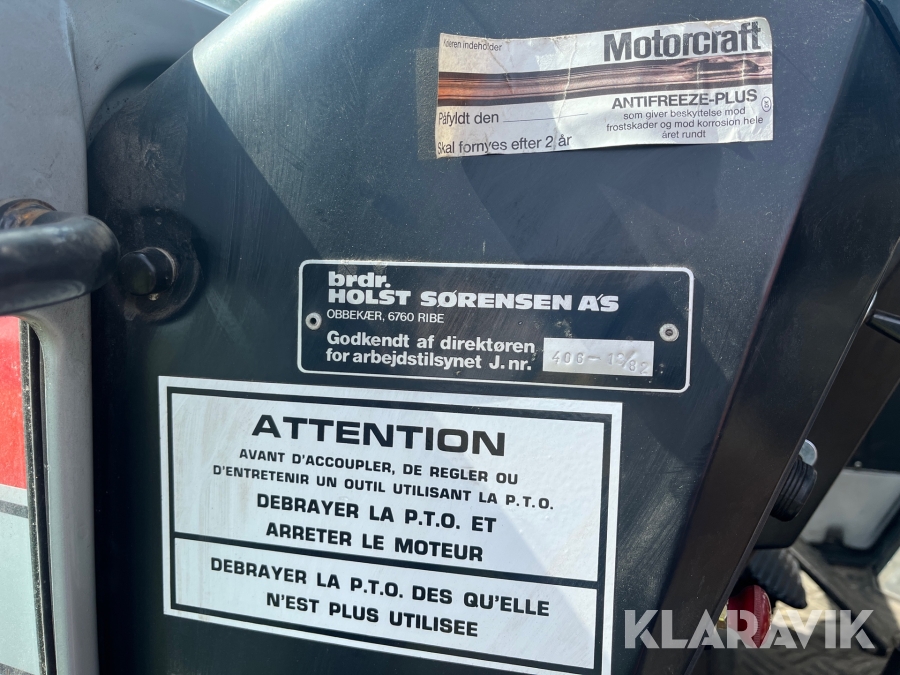 Køleren indeholder
Motorcraft
ANTIFREEZE-PLUS
Påfyldt den
som giver beskyttelse mod
frostskader og mod korrosion hele
året rundt
Skal fornyes efter 2 år
brdr.
HOLST SØRENSEN A/S
OBBEKÆR, 6760 RIBE
Godkendt af direktøren
for arbejdstilsynet J.nr.
ATTENTION
AVANT D'ACCOUPLER, DE REGLER OU
D'ENTRETENIR UN OUTIL UTILISANT LA P.T.O.
DEBRAYER LA P.T.O. ET
ARRETER LE MOTEUR
DEBRAYER LA P.T.O. DES QU'ELLE
N'EST PLUS UTILISEE
KLARAVIK